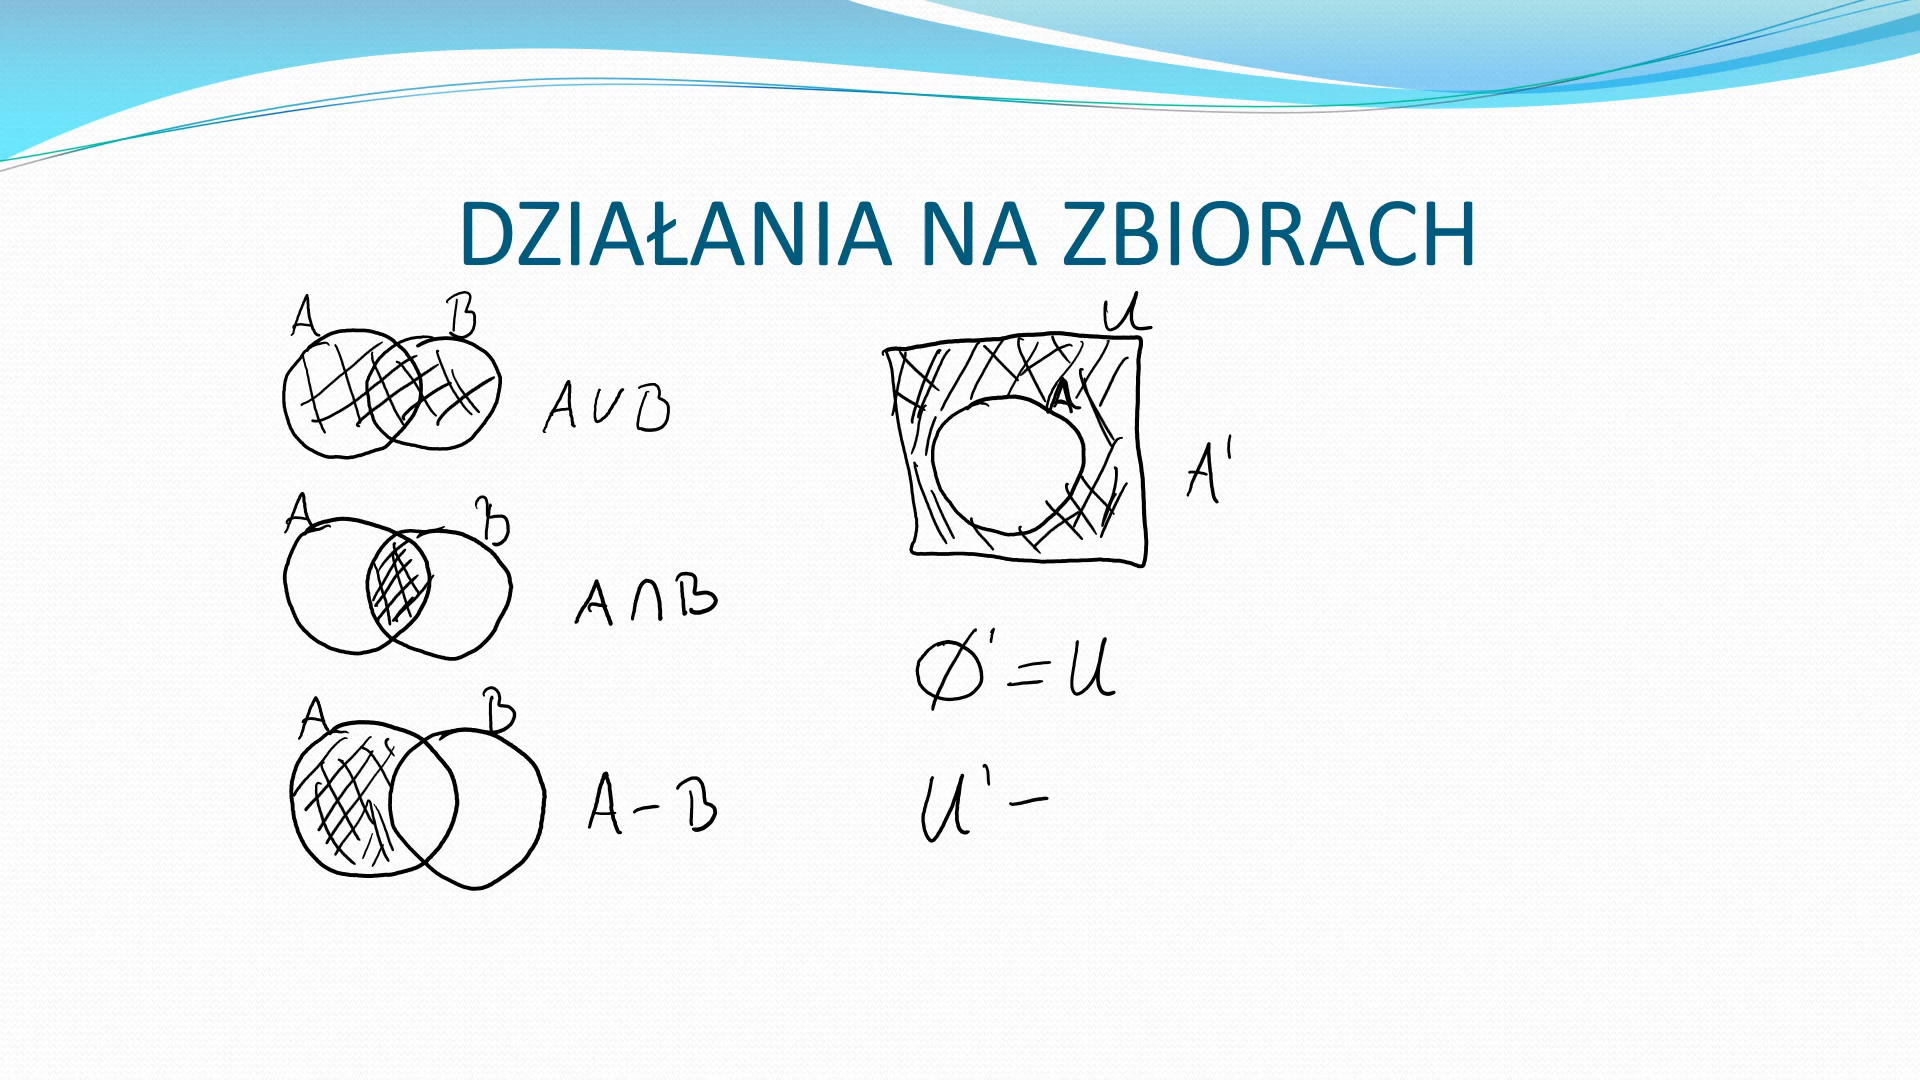 DZIAŁANIA NA ZBIORACH
A B
A∪B
A B
A∩B
A B
A-B
U
A
A'
Ø'=U
U'-